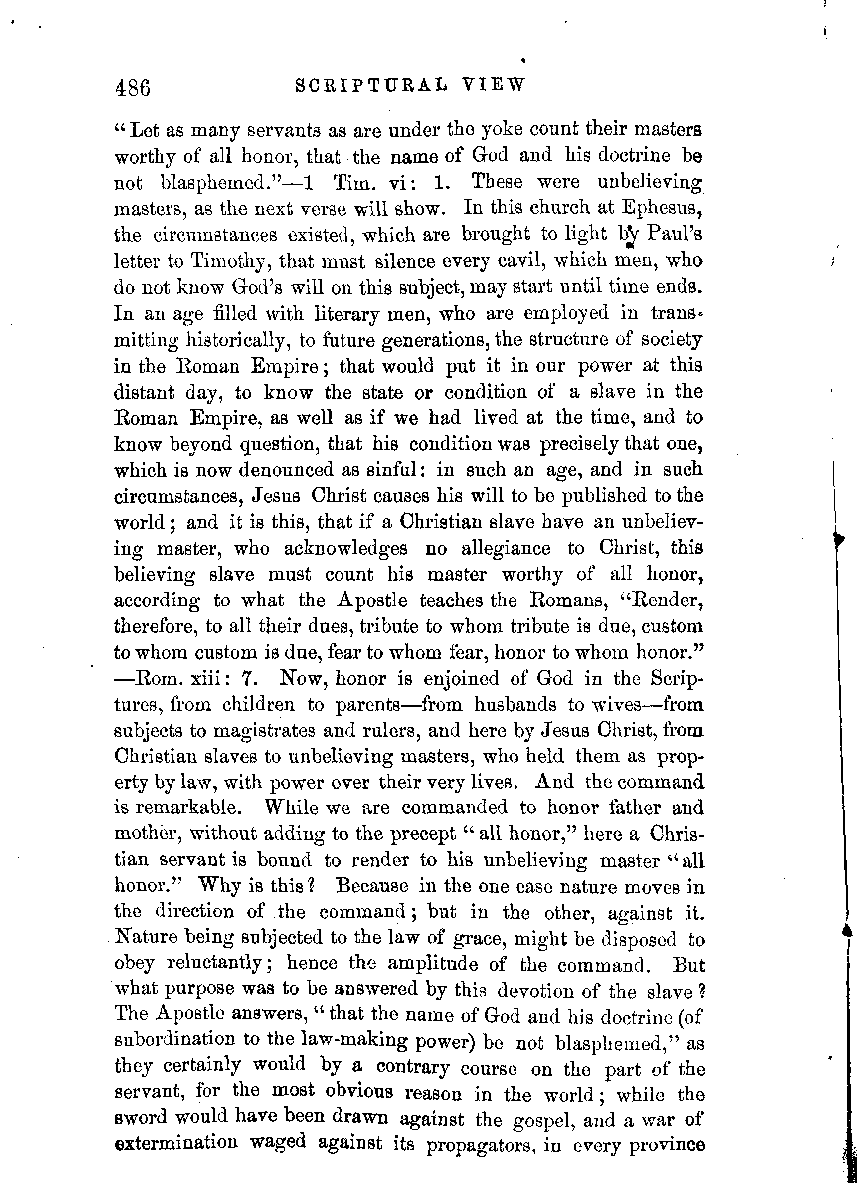 486 SCRIPTURAL VIEW
“Let as many servants as are under the yoke count their masters
worthy of all honor, that the name of God and his doctrine be
not blasphemed.”—1 Tim. vi: 1. These were unbelieving
masters, as the next verse will show. In this church at Ephesus,
the circumstances existed, which are brought to light by Paul’s
letter to Timothy, that must silence every cavil, which men, who
do not know God’s will on this subject, may start until time ends.
In an age filled with literary men, who are employed in trans-
mitting historically, to future generations, the structure of society
in the Roman Empire; that would put it in our power at this
distant day, to know the state or condition of a slave in the
Roman Empire, as well as if we had lived at the time, and to
know beyond question, that his condition was precisely that one,
which is now denounced as sinful: in such an age, and in such
circumstances, Jesus Christ causes his will to be published to the
world; and it is this, that if a Christian slave have an unbeliev-
ing master, who acknowledges no allegiance to Christ, this
believing slave must count his master worthy of all honor,
according to what the Apostle teaches the Romans, “Render,
therefore, to all their dues, tribute to whom tribute is due, custom
to whom custom is due, fear to whom fear, honor to whom honor.”
—Rom. xiii: 7. Now, honor is enjoined of God in the Scrip-
tures, from children to parents—from husbands to wives—from
subjects to magistrates and rulers, and here by Jesus Christ, from
Christian slaves to unbelieving masters, who held them as prop-
erty by law, with power over their very lives. And the command
is remarkable. While we are commanded to honor father and
mother, without adding to the precept “all honor,” here a Chris-
tian servant is bound to render to his unbelieving master “all
honor.” Why is this? Because in the one case nature moves in
the direction of the command; but in the other, against it.
Nature being subjected to the law of grace, might be disposed to
obey reluctantly; hence the amplitude of the command. But
what purpose was to be answered by this devotion of the slave?
The Apostle answers, “that the name of God and his doctrine (of
subordination to the law-making power) be not blasphemed,” as
they certainly would by a contrary course on the part of the
servant, for the most obvious reason in the world; while the
sword would have been drawn against the gospel, and a war of
extermination waged against its propagators, in every province